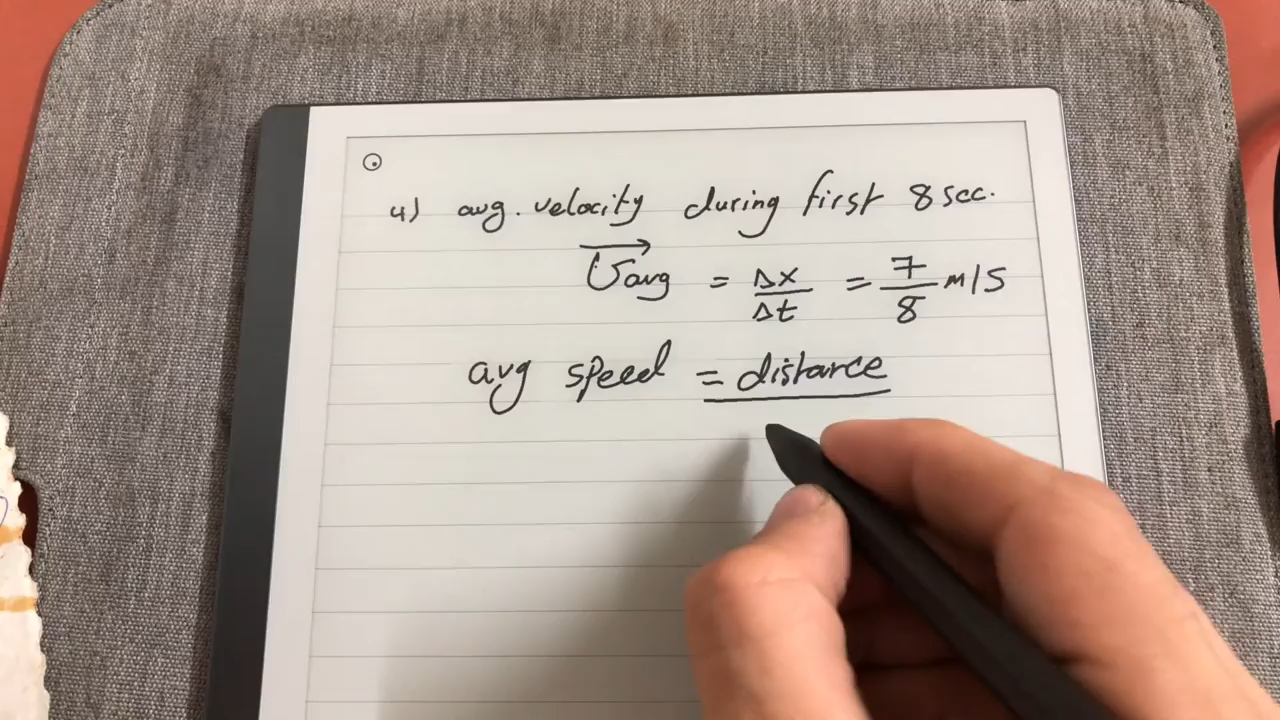 4) avg. velocity during first 8 sec.
→ Vavg = Δx/Δt = 7/8 m/s
avg speed = distance